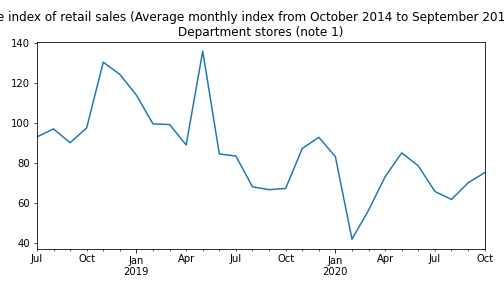 e index of retail sales (Average monthly index from October 2014 to September 201
Department stores (note 1)
140
120
100
80
60
40
Jul Oct Jan Apr Jul Oct Jan Apr Jul Oct
2019 2020